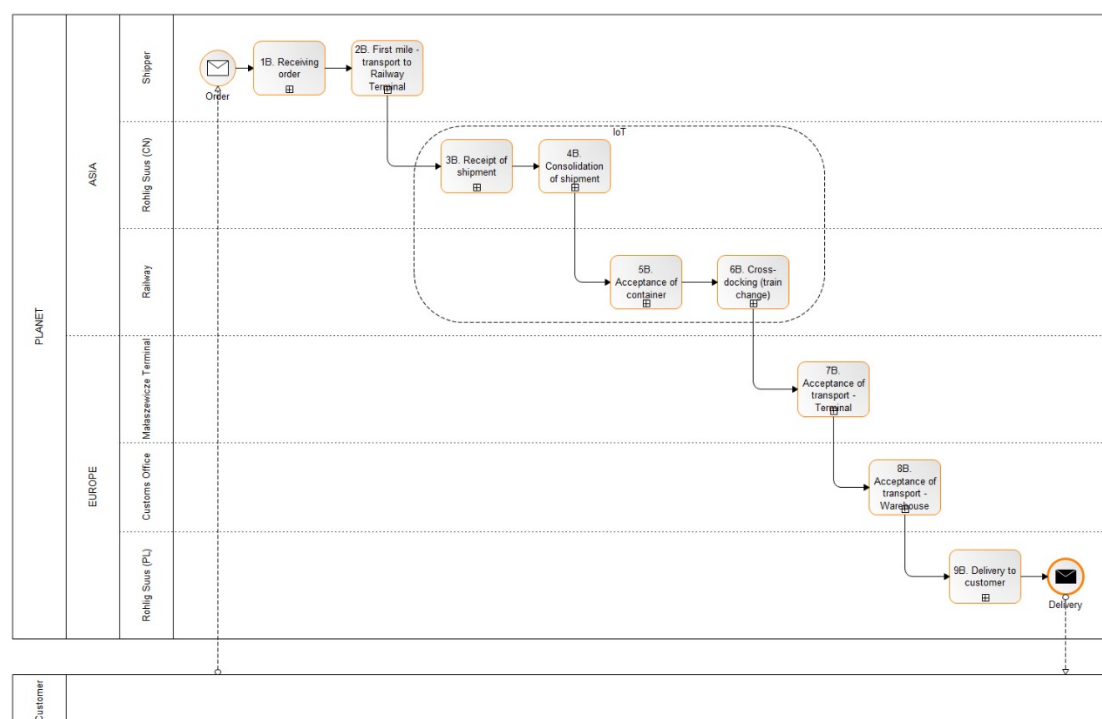 PLANET
ASIA
EUROPE
Shipper
Rohlig Suus (CN)
Railway
Małaszewicze Terminal
Customs Office
Rohlig Suus (PL)
Order
1B. Receiving
order
2B. First mile -
transport to
Railway
Terminal
IoT
3B. Receipt of
shipment
4B.
Consolidation
of shipment
5B.
Acceptance of
container
6B. Cross-
docking (train
change)
7B.
Acceptance of
transport -
Terminal
8B.
Acceptance of
transport -
Warehouse
9B. Delivery to
customer
Delivery
Customer